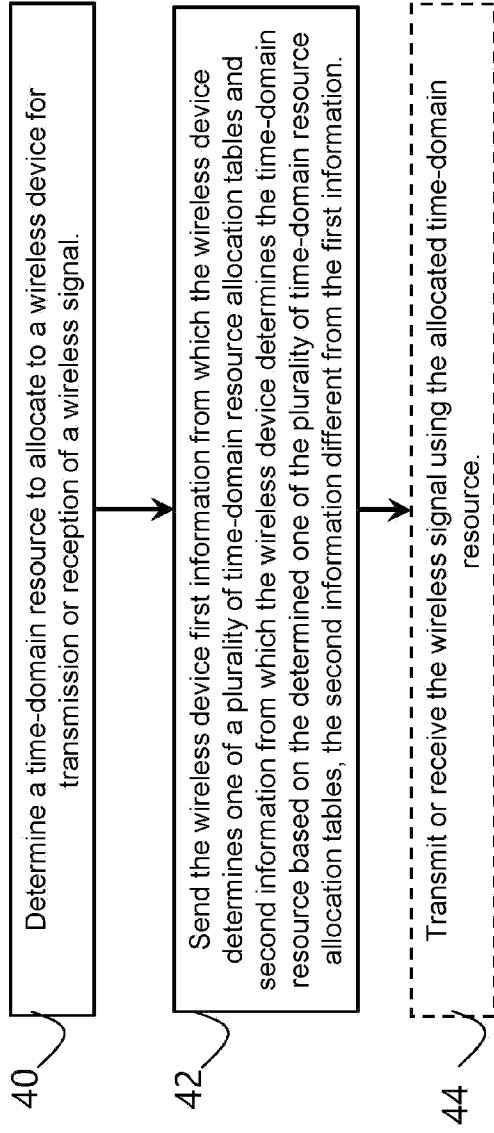 40
Determine a time-domain resource to allocate to a wireless device for
transmission or reception of a wireless signal.
42
Send the wireless device first information from which the wireless device
determines one of a plurality of time-domain resource allocation tables and
second information from which the wireless device determines the time-domain
resource based on the determined one of the plurality of time-domain resource
allocation tables, the second information different from the first information.
44
Transmit or receive the wireless signal using the allocated time-domain
resource.